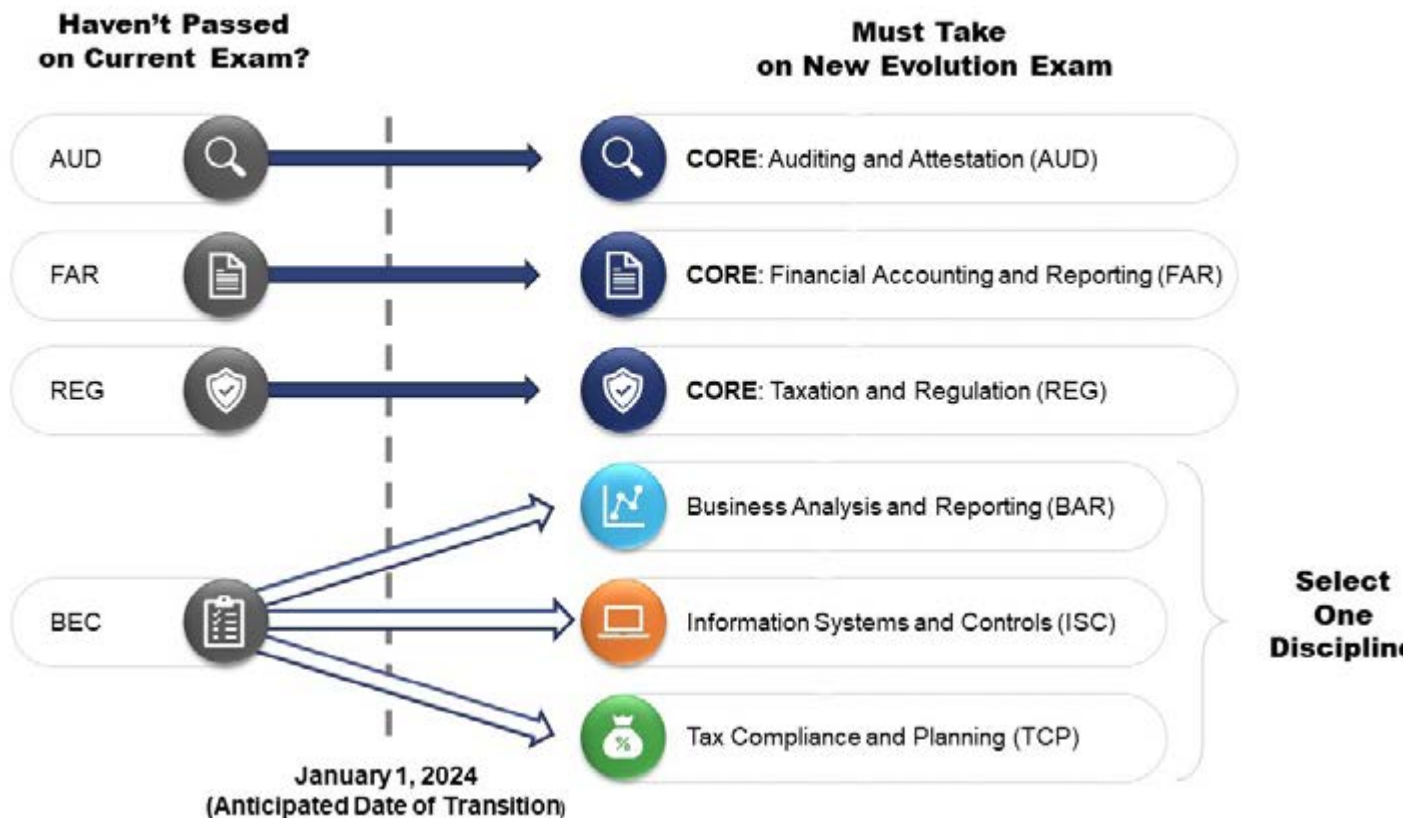 Haven't Passed
on Current Exam?
Must Take
on New Evolution Exam
AUD
CORE: Auditing and Attestation (AUD)
FAR
CORE: Financial Accounting and Reporting (FAR)
REG
CORE: Taxation and Regulation (REG)
BEC
Business Analysis and Reporting (BAR)
Information Systems and Controls (ISC)
%
Tax Compliance and Planning (TCP)
Select
One
Discipline
January 1, 2024
(Anticipated Date of Transition)